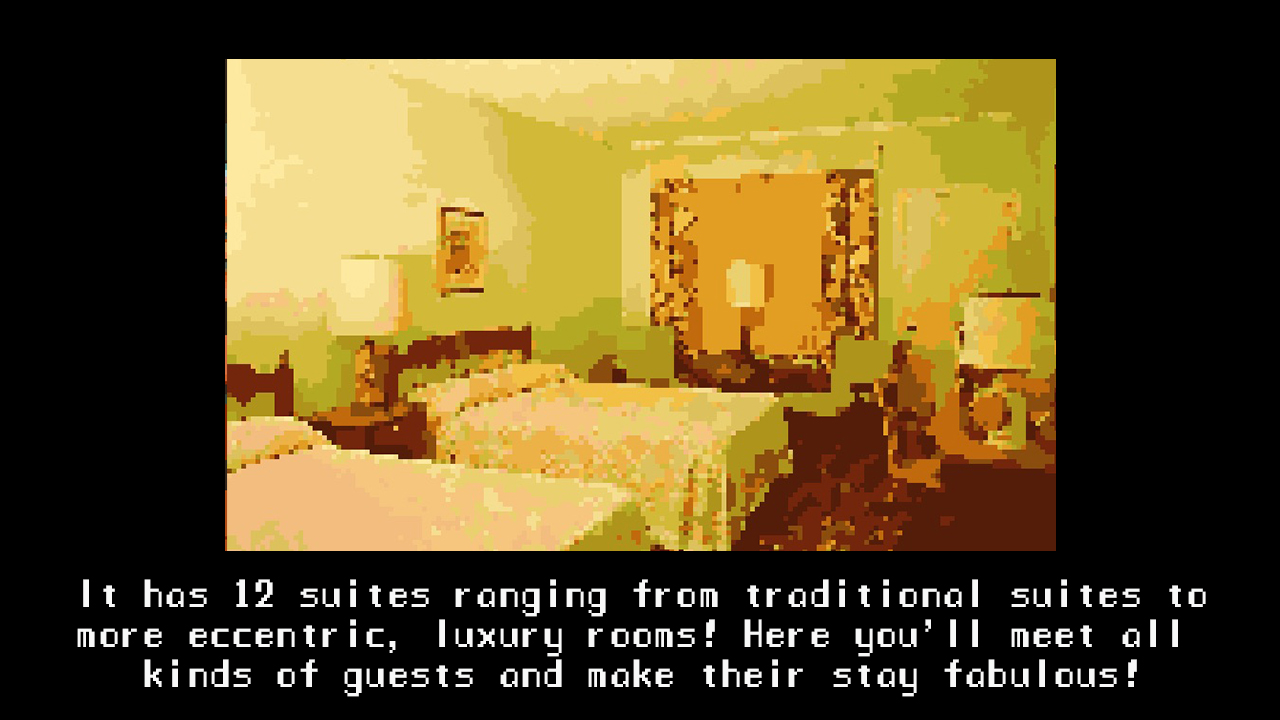 It has 12 suites ranging from traditional suites to
more eccentric, luxury rooms! Here you'll meet all
kinds of guests and make their stay fabulous!